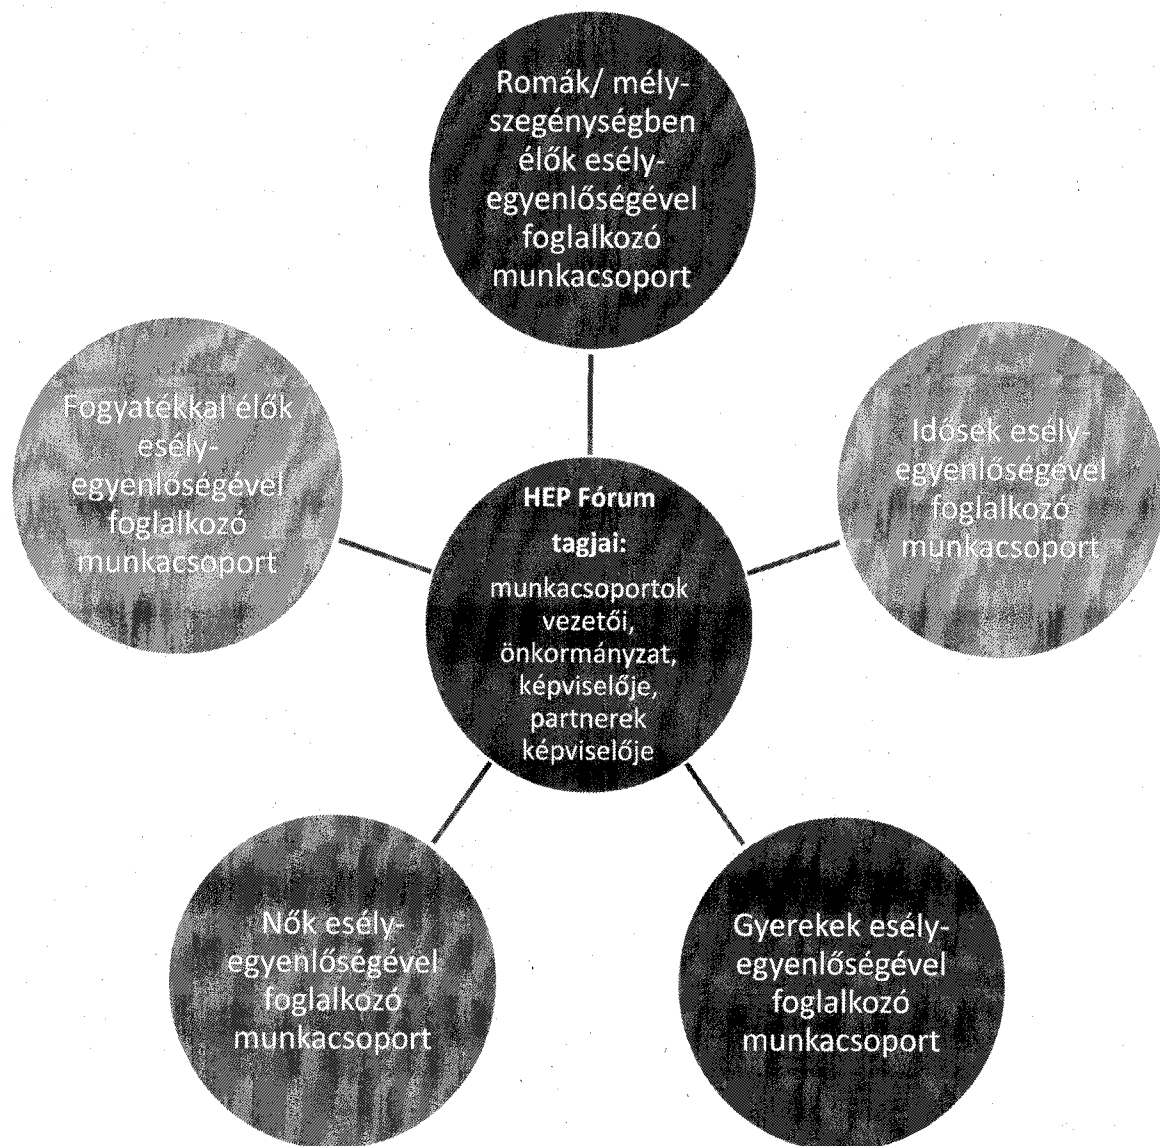 Romák/ mély-
szegénységben
élők esély-
egyenlőségével
foglalkozó
munkacsoport
Fogyatékkal élők
esély-
egyenlőségével
foglalkozó
munkacsoport
Idősek esély-
egyenlőségével
foglalkozó
munkacsoport
HEP Fórum
tagjai:
munkacsoportok
vezetői,
önkormányzat,
képviselője,
partnerek
képviselője
Nők esély-
egyenlőségével
foglalkozó
munkacsoport
Gyerekek esély-
egyenlőségével
foglalkozó
munkacsoport